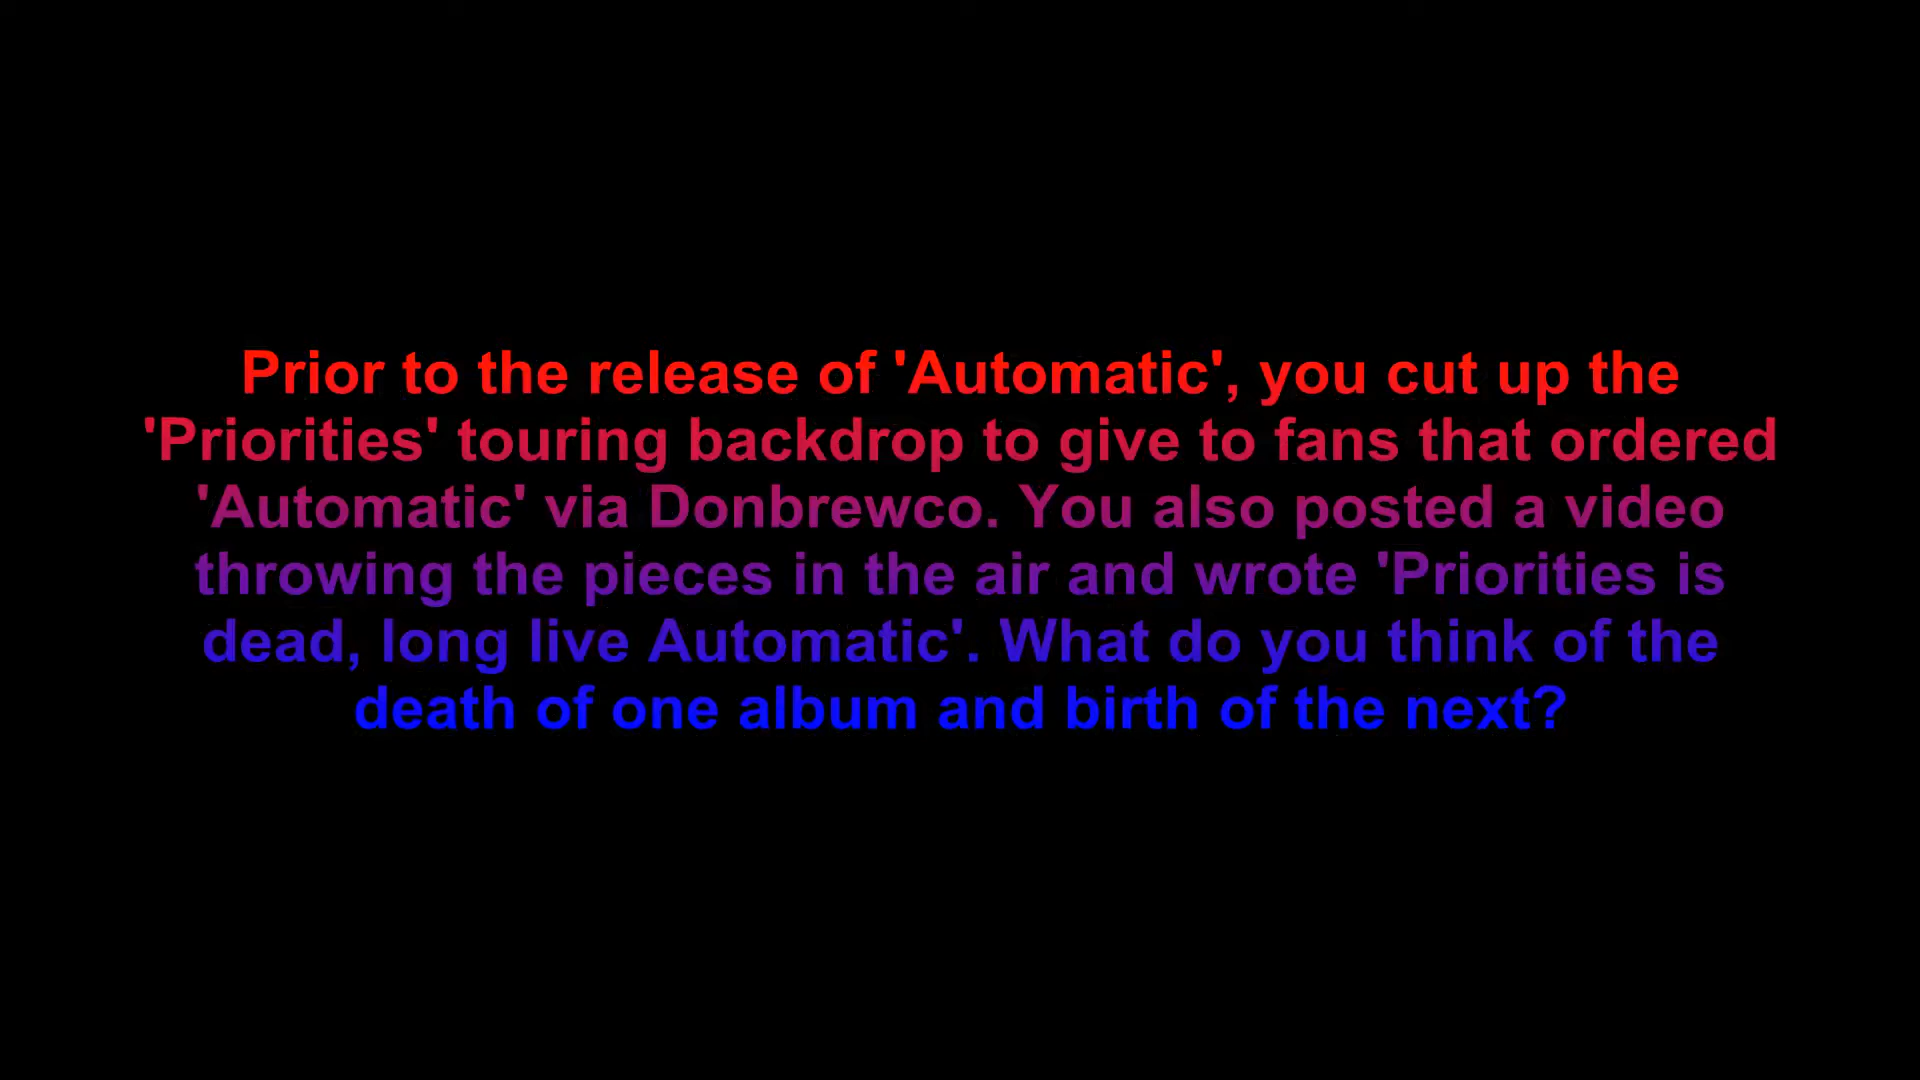 Prior to the release of 'Automatic', you cut up the
'Priorities' touring backdrop to give to fans that ordered
'Automatic' via Donbrewco. You also posted a video
throwing the pieces in the air and wrote 'Priorities is
dead, long live Automatic'. What do you think of the
death of one album and birth of the next?